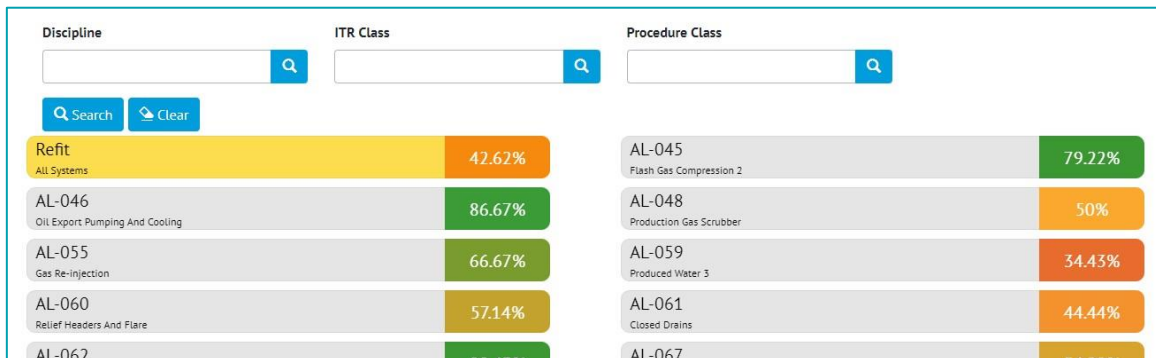 Discipline
ITR Class
Procedure Class
Search
Clear
Refit
All Systems
42.62%
AL-045
Flash Gas Compression 2
79.22%
AL-046
Oil Export Pumping And Cooling
86.67%
AL-048
Production Gas Scrubber
50%
AL-055
Gas Re-injection
66.67%
AL-059
Produced Water 3
34.43%
AL-060
Relief Headers And Flare
57.14%
AL-061
Closed Drains
44.44%
AL-062
AL-067